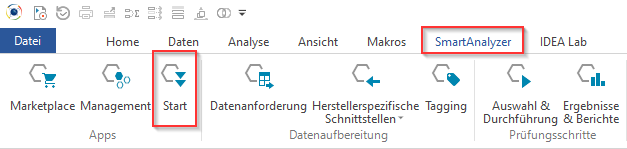 Datei Home Daten Analyse Ansicht Makros SmartAnalyzer IDEA Lab
Marketplace Management Start Datenanforderung Herstellerspezifische Schnittstellen Tagging Auswahl & Durchführung Ergebnisse & Berichte
Apps Datenaufbereitung Prüfungsschritte